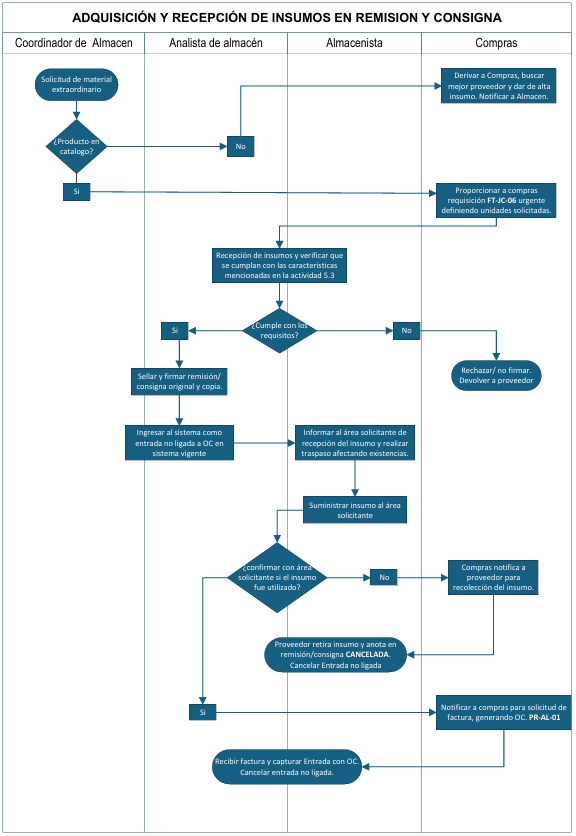 ADQUISICIÓN Y RECEPCIÓN DE INSUMOS EN REMISION Y CONSIGNA
Coordinador de Almacen
Analista de almacén
Almacenista
Compras
Solicitud de material
extraordinario
Derivar a Compras, buscar
mejor proveedor y dar de alta
insumo. Notificar a Almacen.
¿Producto en
catalogo?
No
Si
Proporcionar a compras
requisición FT-JC-06 urgente
definiendo unidades solicitadas.
Recepción de insumos y verificar que
se cumplan con las características
mencionadas en la actividad 5.3
¿Cumple con los
requisitos?
Si
No
Rechazar/ no firmar.
Devolver a proveedor
Sellar y firmar remisión/
consigna original y copia.
Ingresar al sistema como
entrada no ligada a OC en
sistema vigente
Informar al área solicitante de
recepción del insumo y realizar
traspaso afectando existencias.
Suministrar insumo al área
solicitante
¿confirmar con área
solicitante si el insumo
fue utilizado?
No
Compras notifica a
proveedor para
recolección del insumo.
Proveedor retira insumo y anota en
remisión/consigna CANCELADA.
Cancelar Entrada no ligada
Si
Notificar a compras para solicitud de
factura, generando OC. PR-AL-01
Recibir factura y capturar Entrada con OC.
Cancelar entrada no ligada.